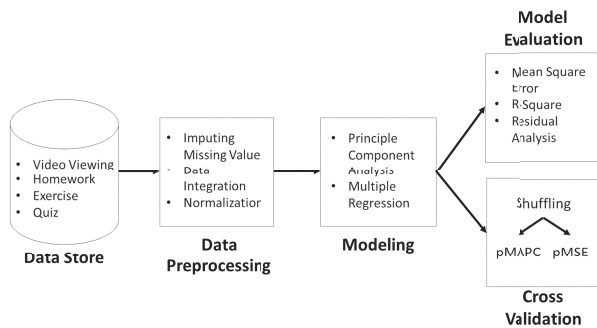 Model
Evaluation
• Mean Square
Error
• R-Square
• Residual
Analysis
• Video Viewing
• Homework
• Exercise
• Quiz
Data Store
• Imputing
Missing Value
• Data
Integration
• Normalization
Data
Preprocessing
• Principle
Component
Analysis
• Multiple
Regression
Modeling
Shuffling
pMAPC pMSE
Cross
Validation